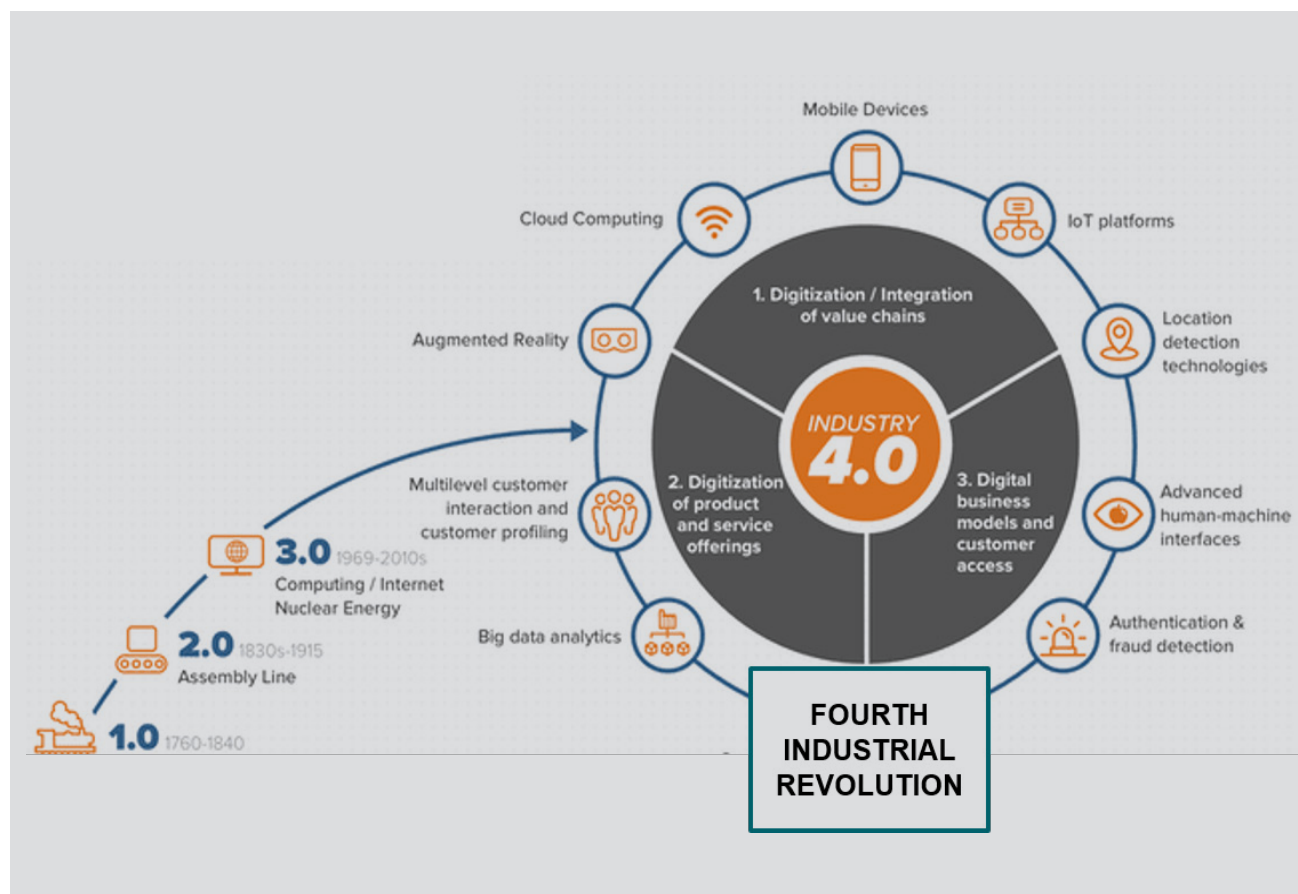 Mobile Devices
Cloud Computing
IoT platforms
1. Digitization / Integration
of value chains
Augmented Reality
Location
detection
technologies
INDUSTRY
4.0
Multilevel customer
interaction and
customer profiling
2. Digitization
of product
and service
offerings
3. Digital
business
models and
customer
access
Advanced
human-machine
interfaces
3.0 1969-2010s
Computing / Internet
Nuclear Energy
Big data analytics
Authentication &
fraud detection
2.0 1830s-1915
Assembly Line
1.0 1760-1840
FOURTH
INDUSTRIAL
REVOLUTION